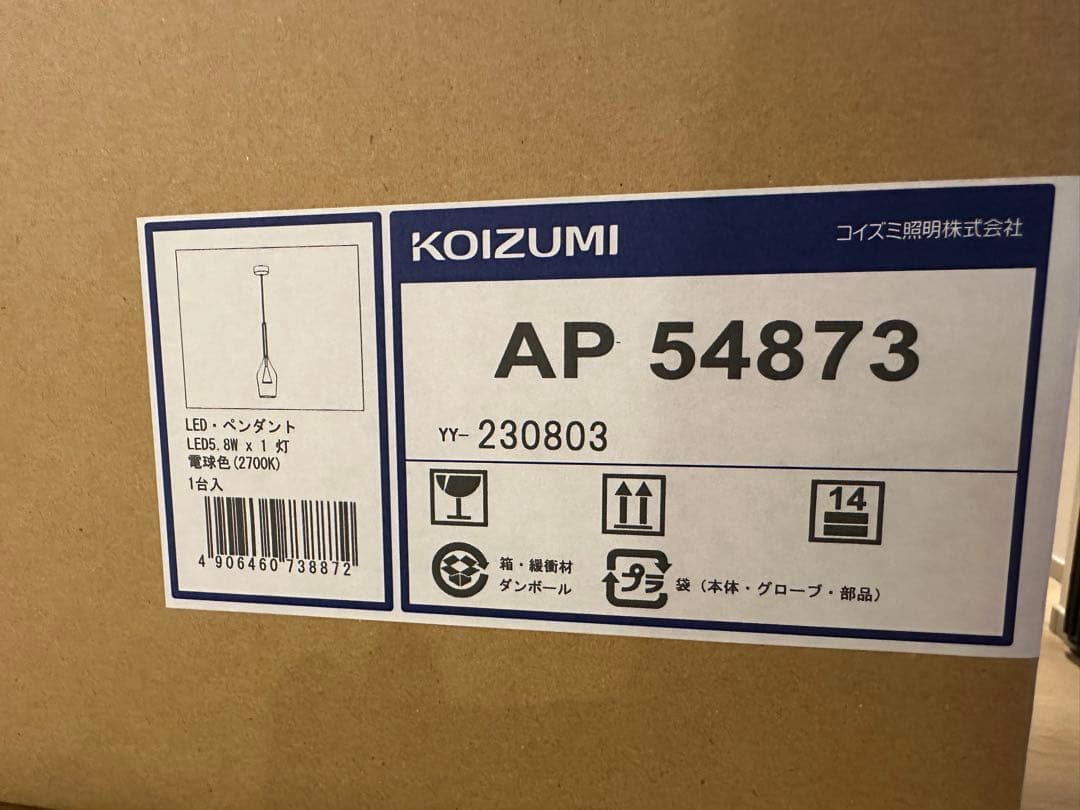 KOIZUMI
コイズミ照明株式会社
AP 54873
YY-230803
LED・ペンダント
LED5.8W x 1 灯
電球色(2700K)
1台入
4 906460 738872
14
箱・緩衝材
ダンボール
プラ
袋（本体・グローブ・部品）